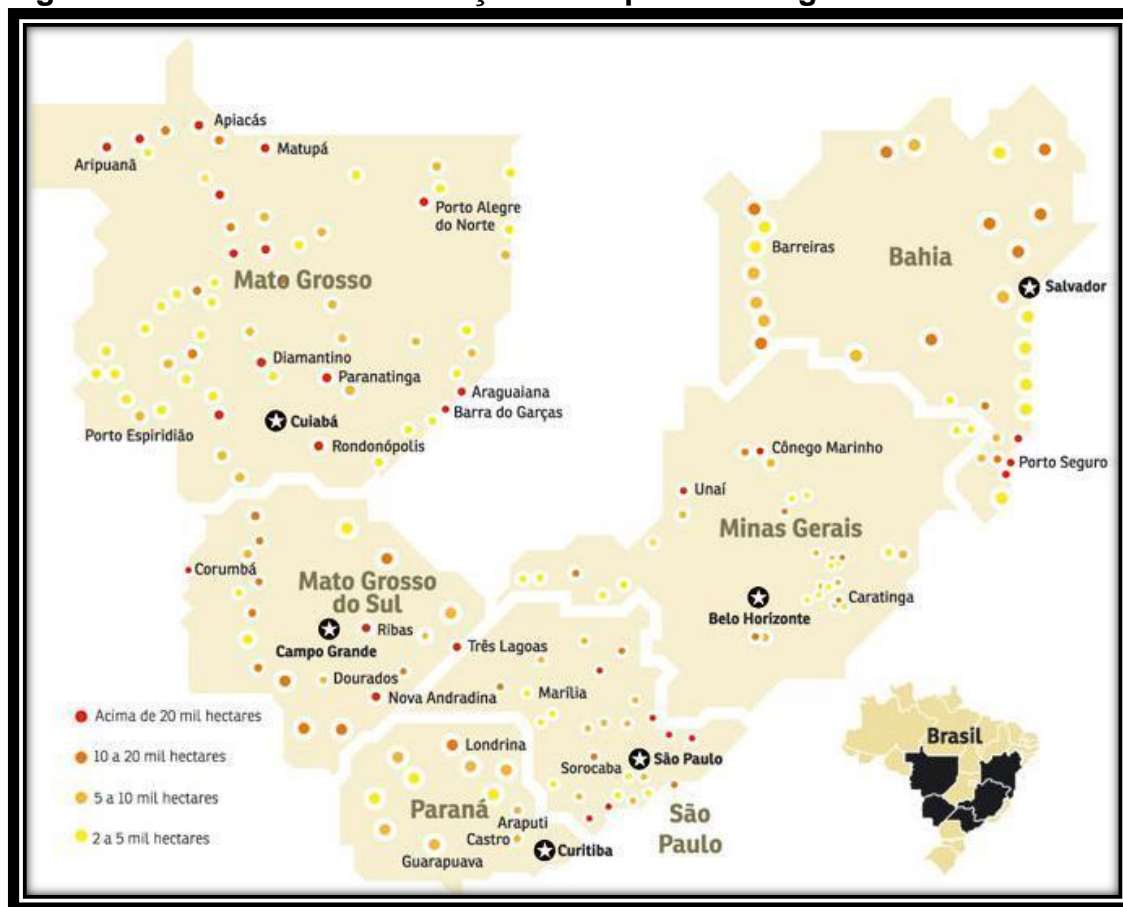 Apiacás
Aripuanã
Matupá
Porto Alegre
do Norte
Mato Grosso
Diamantino
Paranatinga
Araguaiana
Barra do Garças
Cuiabá
Porto Espiridião
Rondonópolis
Barreiras
Bahia
Salvador
Cônego Marinho
Porto Seguro
Unaí
Minas Gerais
Caratinga
Belo Horizonte
Corumbá
Mato Grosso
do Sul
Ribas
Campo Grande
Três Lagoas
Dourados
Nova Andradina
Marília
Acima de 20 mil hectares
10 a 20 mil hectares
5 a 10 mil hectares
2 a 5 mil hectares
Londrina
Sorocaba
São Paulo
Paraná
Araputi
Castro
Guarapuava
Curitiba
São
Paulo
Brasil